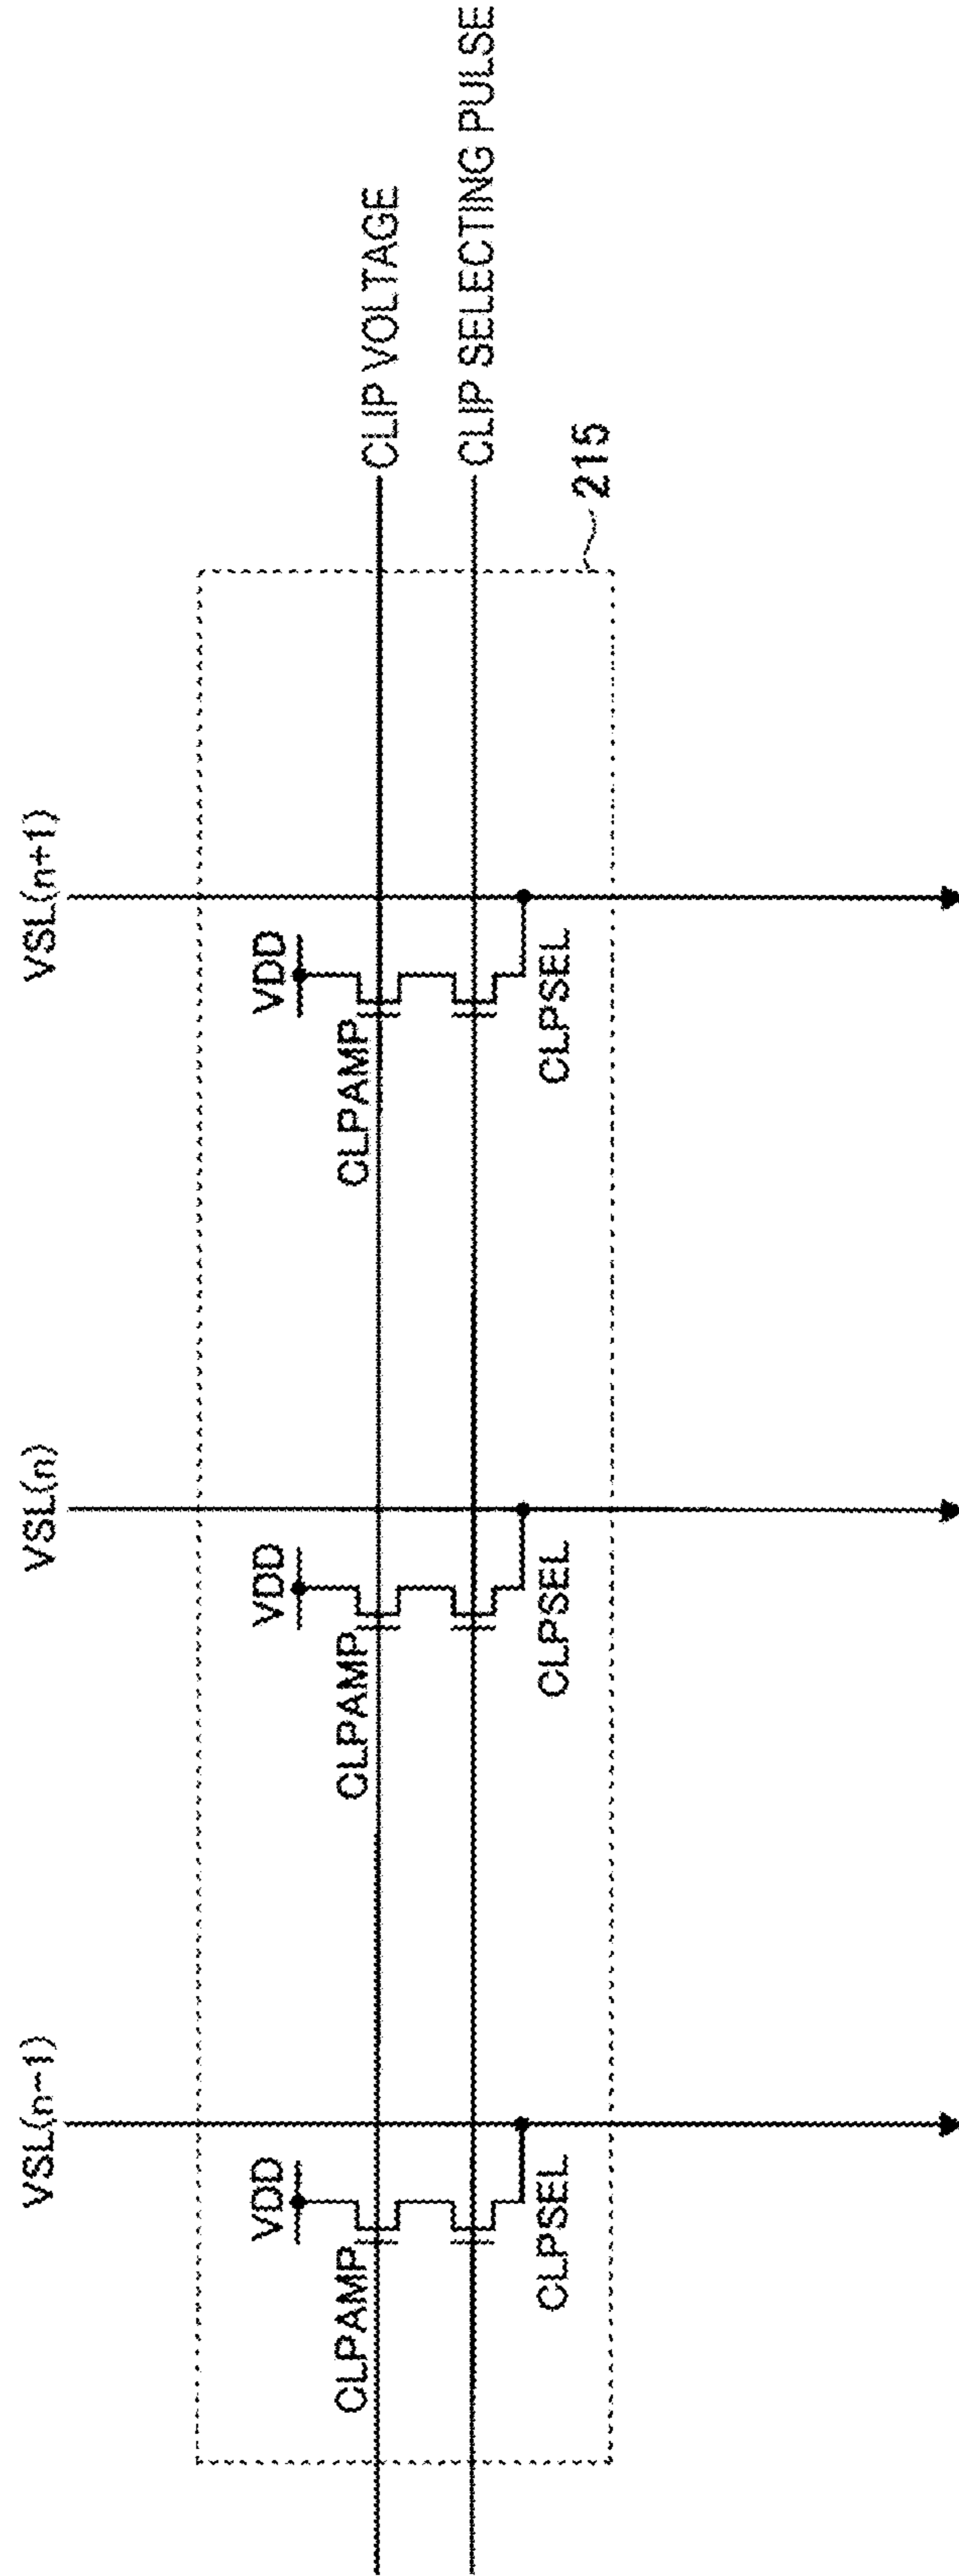 VSL(n-1)
VSL(n)
VSL(n+1)
VDD
VDD
VDD
CLPAMP
CLPAMP
CLPAMP
CLIP VOLTAGE
CLIP SELECTING PULSE
CLPSEL
CLPSEL
CLPSEL
215